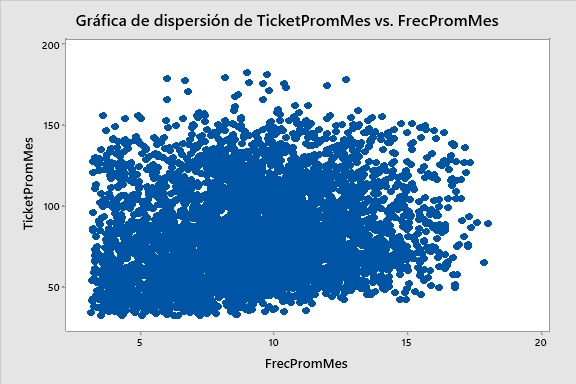 Gráfica de dispersión de TicketPromMes vs. FrecPromMes
200
150
100
50
TicketPromMes
5 10 15 20
FrecPromMes